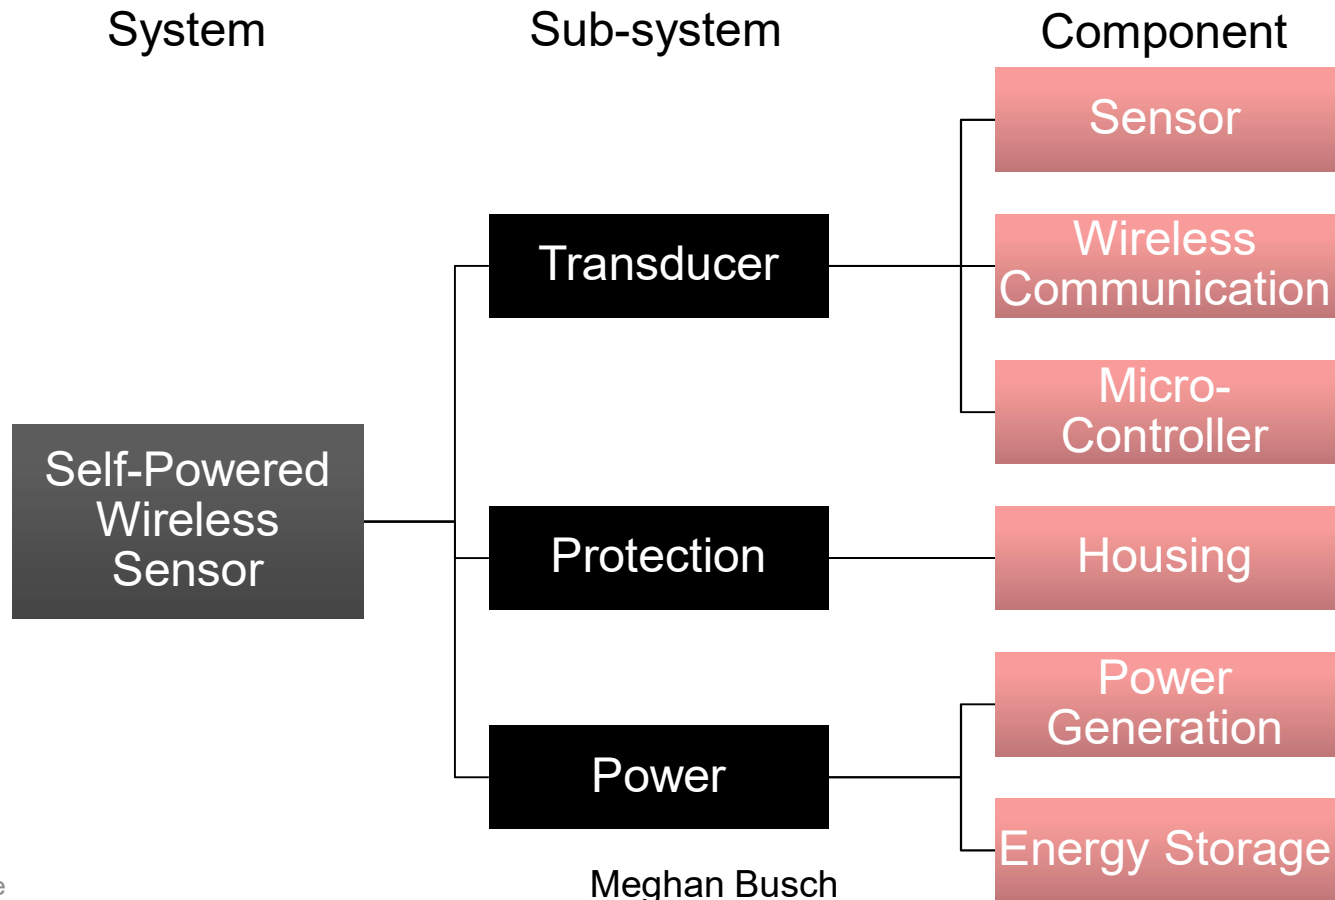 System
Sub-system
Component
Sensor
Transducer
Wireless
Communication
Micro-
Controller
Self-Powered
Wireless
Sensor
Protection
Housing
Power
Power
Generation
Energy Storage
Meghan Busch